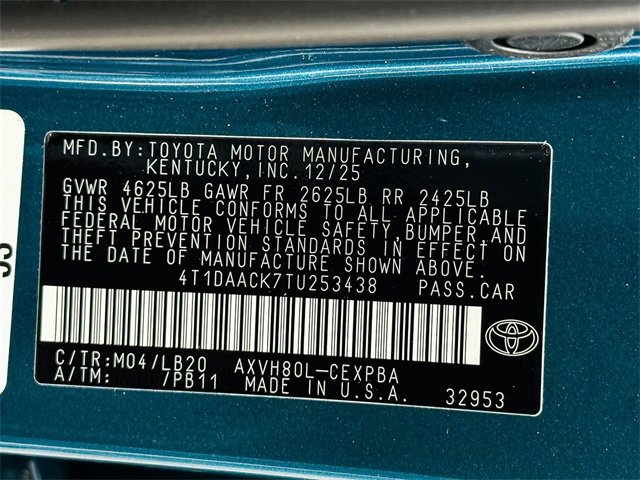 MFD.BY:TOYOTA MOTOR MANUFACTURING,
KENTUCKY,INC.12/25
GVWR 4625LB GAWR FR 2625LB RR 2425LB
THIS VEHICLE CONFORMS TO ALL APPLICABLE
FEDERAL MOTOR VEHICLE SAFETY,BUMPER,AND
THEFT PREVENTION STANDARDS IN EFFECT ON
THE DATE OF MANUFACTURE SHOWN ABOVE.
4T1DAACK7TU253438 PASS.CAR
C/TR:M04/LB20 AXVH80L-CEXPBA
A/TM: /PB11 MADE IN U.S.A. 32953